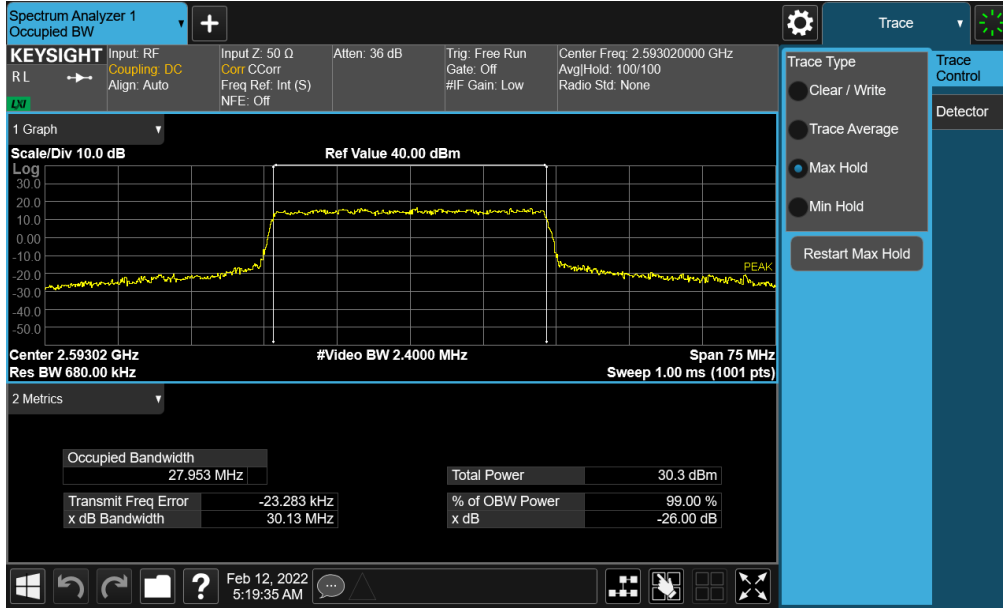 Spectrum Analyzer 1
Occupied BW
Trace
KEYSIGHT
R L
LXI
Input: RF
Coupling: DC
Align: Auto
Input Z: 50 Ω
Corr CCorr
Freq Ref: Int (S)
NFE: Off
Atten: 36 dB
Trig: Free Run
Gate: Off
#IF Gain: Low
Center Freq: 2.593020000 GHz
Avg|Hold: 100/100
Radio Std: None
Trace Type
Clear / Write
Trace Average
Max Hold
Min Hold
Restart Max Hold
Trace
Control
Detector
1 Graph
Scale/Div 10.0 dB
Ref Value 40.00 dBm
Log
30.0
20.0
10.0
0.00
-10.0
-20.0
-30.0
-40.0
-50.0
PEAK
Center 2.59302 GHz
#Video BW 2.4000 MHz
Span 75 MHz
Res BW 680.00 kHz
Sweep 1.00 ms (1001 pts)
2 Metrics
Occupied Bandwidth
27.953 MHz
Transmit Freq Error -23.283 kHz
x dB Bandwidth 30.13 MHz
Total Power 30.3 dBm
% of OBW Power 99.00 %
x dB -26.00 dB
?
Feb 12, 2022
5:19:35 AM